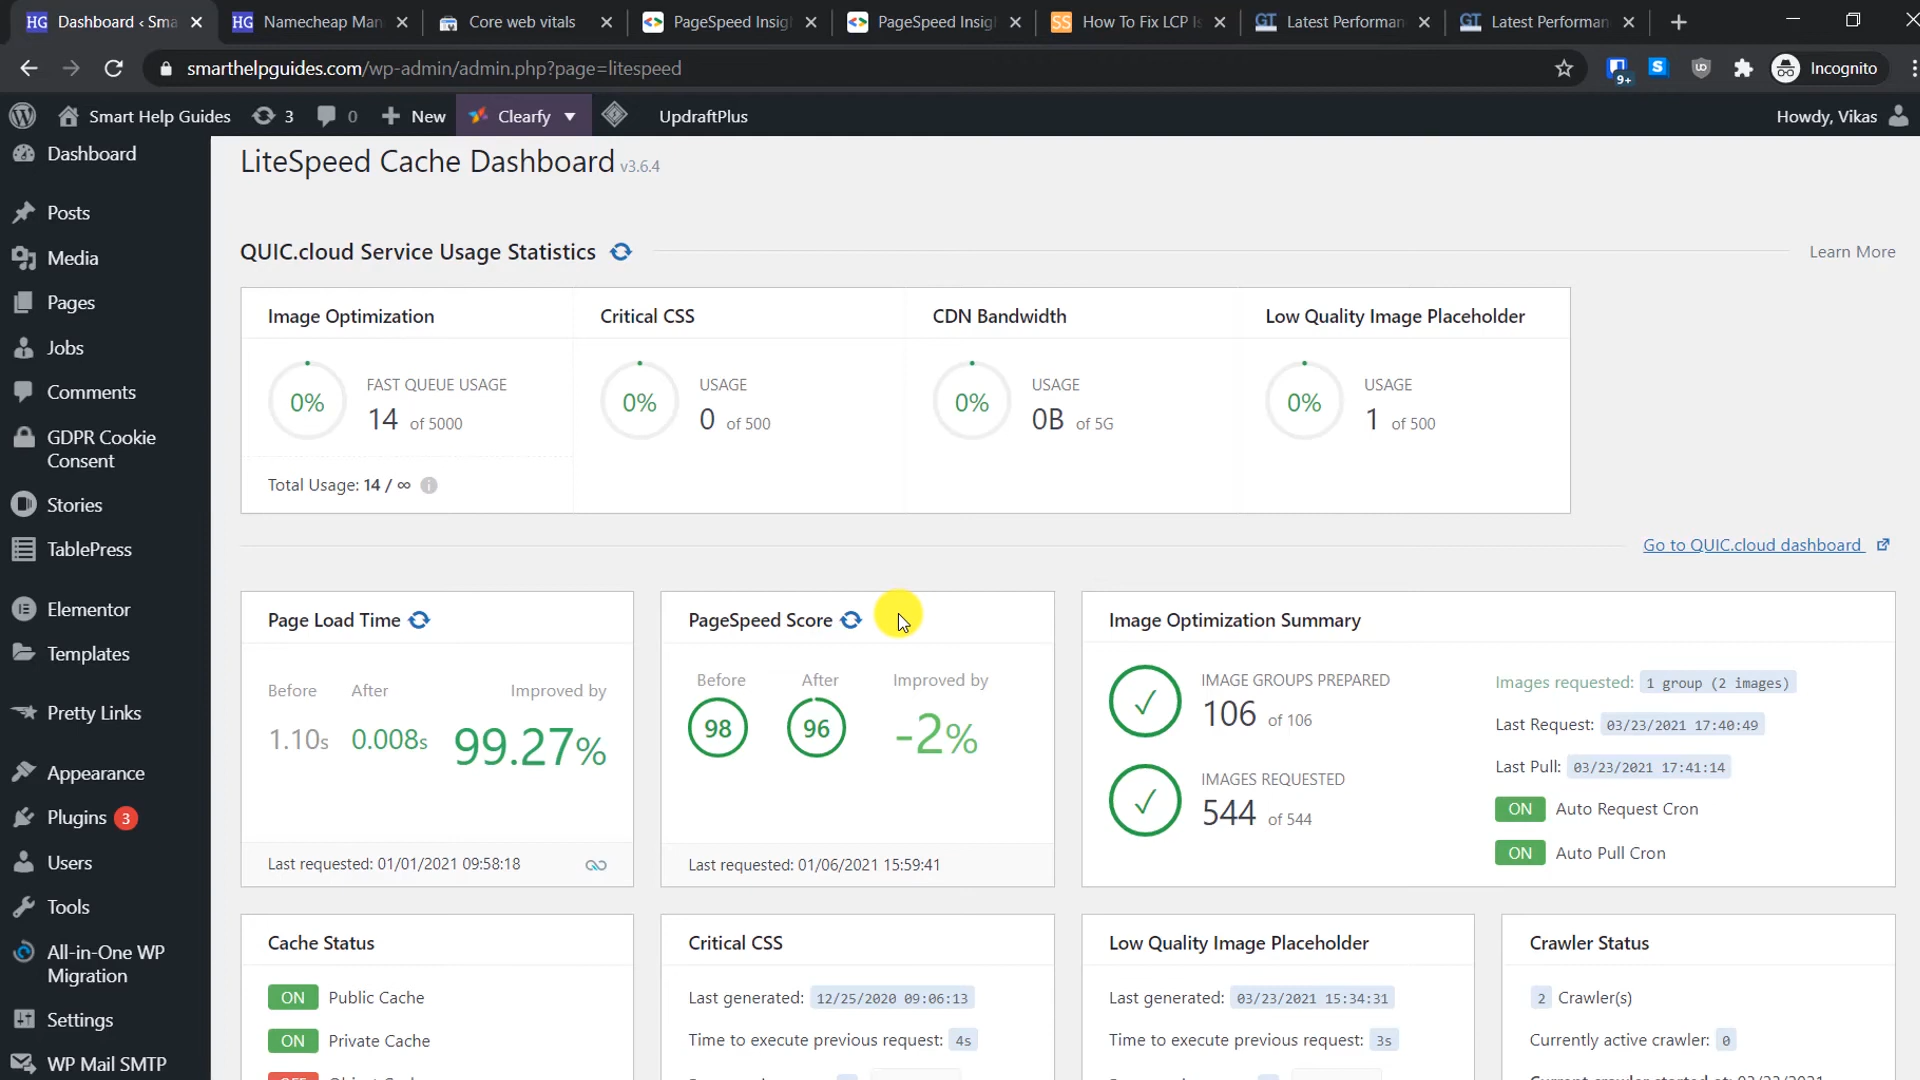 Dashboard ‹ Sma
Namecheap Man
Core web vitals
PageSpeed Insigh
PageSpeed Insigh
SS
How To Fix LCP Is
Latest Performan
Latest Performan
smarthelpguides.com/wp-admin/admin.php?page=litespeed
9+
Incognito
Smart Help Guides
3
0
New
Clearfy
UpdraftPlus
Howdy, Vikas
Dashboard
Posts
Media
Pages
Jobs
Comments
GDPR Cookie
Consent
Stories
TablePress
Elementor
Templates
Pretty Links
Appearance
Plugins 3
Users
Tools
All-in-One WP
Migration
Settings
WP Mail SMTP
LiteSpeed Cache Dashboard v3.6.4
QUIC.cloud Service Usage Statistics
Learn More
Image Optimization
0%
FAST QUEUE USAGE
14 of 5000
Total Usage: 14 / ∞
Critical CSS
0%
USAGE
0 of 500
CDN Bandwidth
0%
USAGE
0B of 5G
Low Quality Image Placeholder
0%
USAGE
1 of 500
Go to QUIC.cloud dashboard
Page Load Time
Before
After
Improved by
1.10s
0.008s
99.27%
Last requested: 01/01/2021 09:58:18
PageSpeed Score
Before
After
Improved by
98
96
-2%
Last requested: 01/06/2021 15:59:41
Image Optimization Summary
IMAGE GROUPS PREPARED
106 of 106
IMAGES REQUESTED
544 of 544
Images requested: 1 group (2 images)
Last Request: 03/23/2021 17:40:49
Last Pull: 03/23/2021 17:41:14
ON Auto Request Cron
ON Auto Pull Cron
Cache Status
ON Public Cache
ON Private Cache
Critical CSS
Last generated: 12/25/2020 09:06:13
Time to execute previous request: 4s
Low Quality Image Placeholder
Last generated: 03/23/2021 15:34:31
Time to execute previous request: 3s
Crawler Status
2 Crawler(s)
Currently active crawler: 0